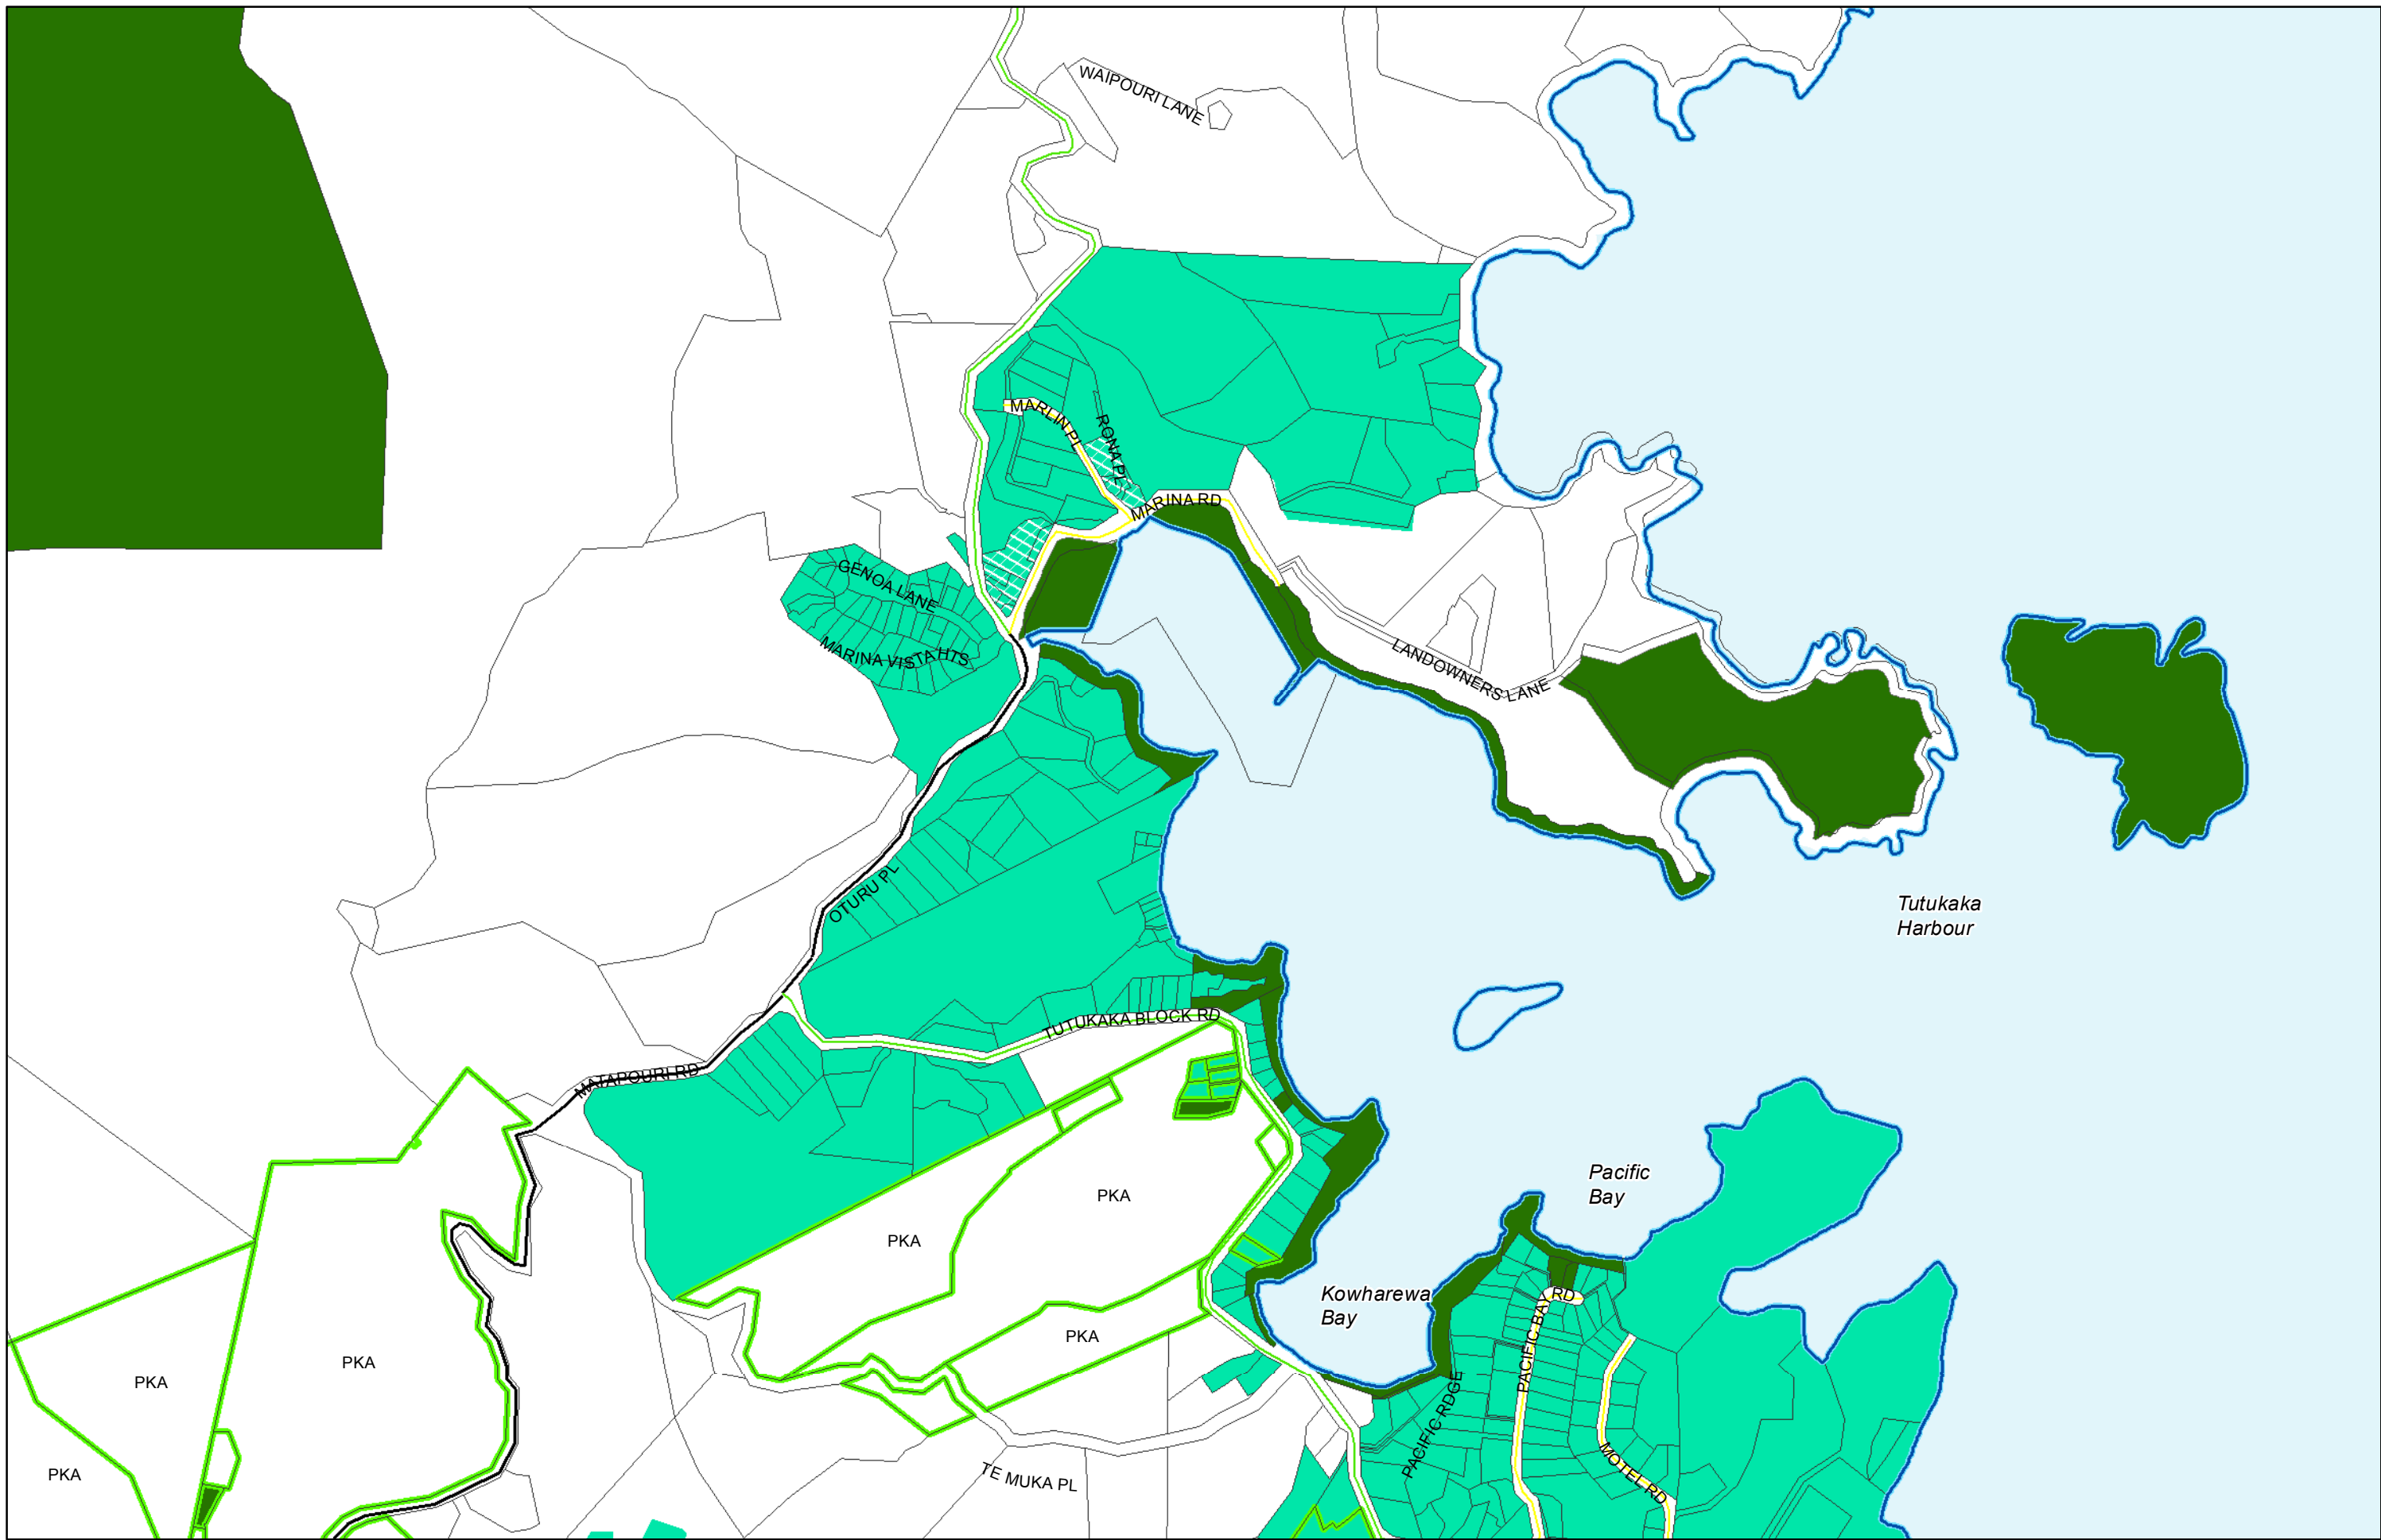 WAIPOURI LANE
MARLIN PL
RONA PL
MARINA RD
GENOA LANE
MARINA VISTA HTS
LANDOWNERS LANE
OTURU PL
Tutukaka
Harbour
TUTUKAKA BLOCK RD
MATAPOURI RD
Pacific
Bay
PKA
PKA
Kowharewa
Bay
PACIFIC BAY RD
PKA
PKA
PKA
PACIFIC RDGE
PKA
TE MUKA PL
MOTEL RD